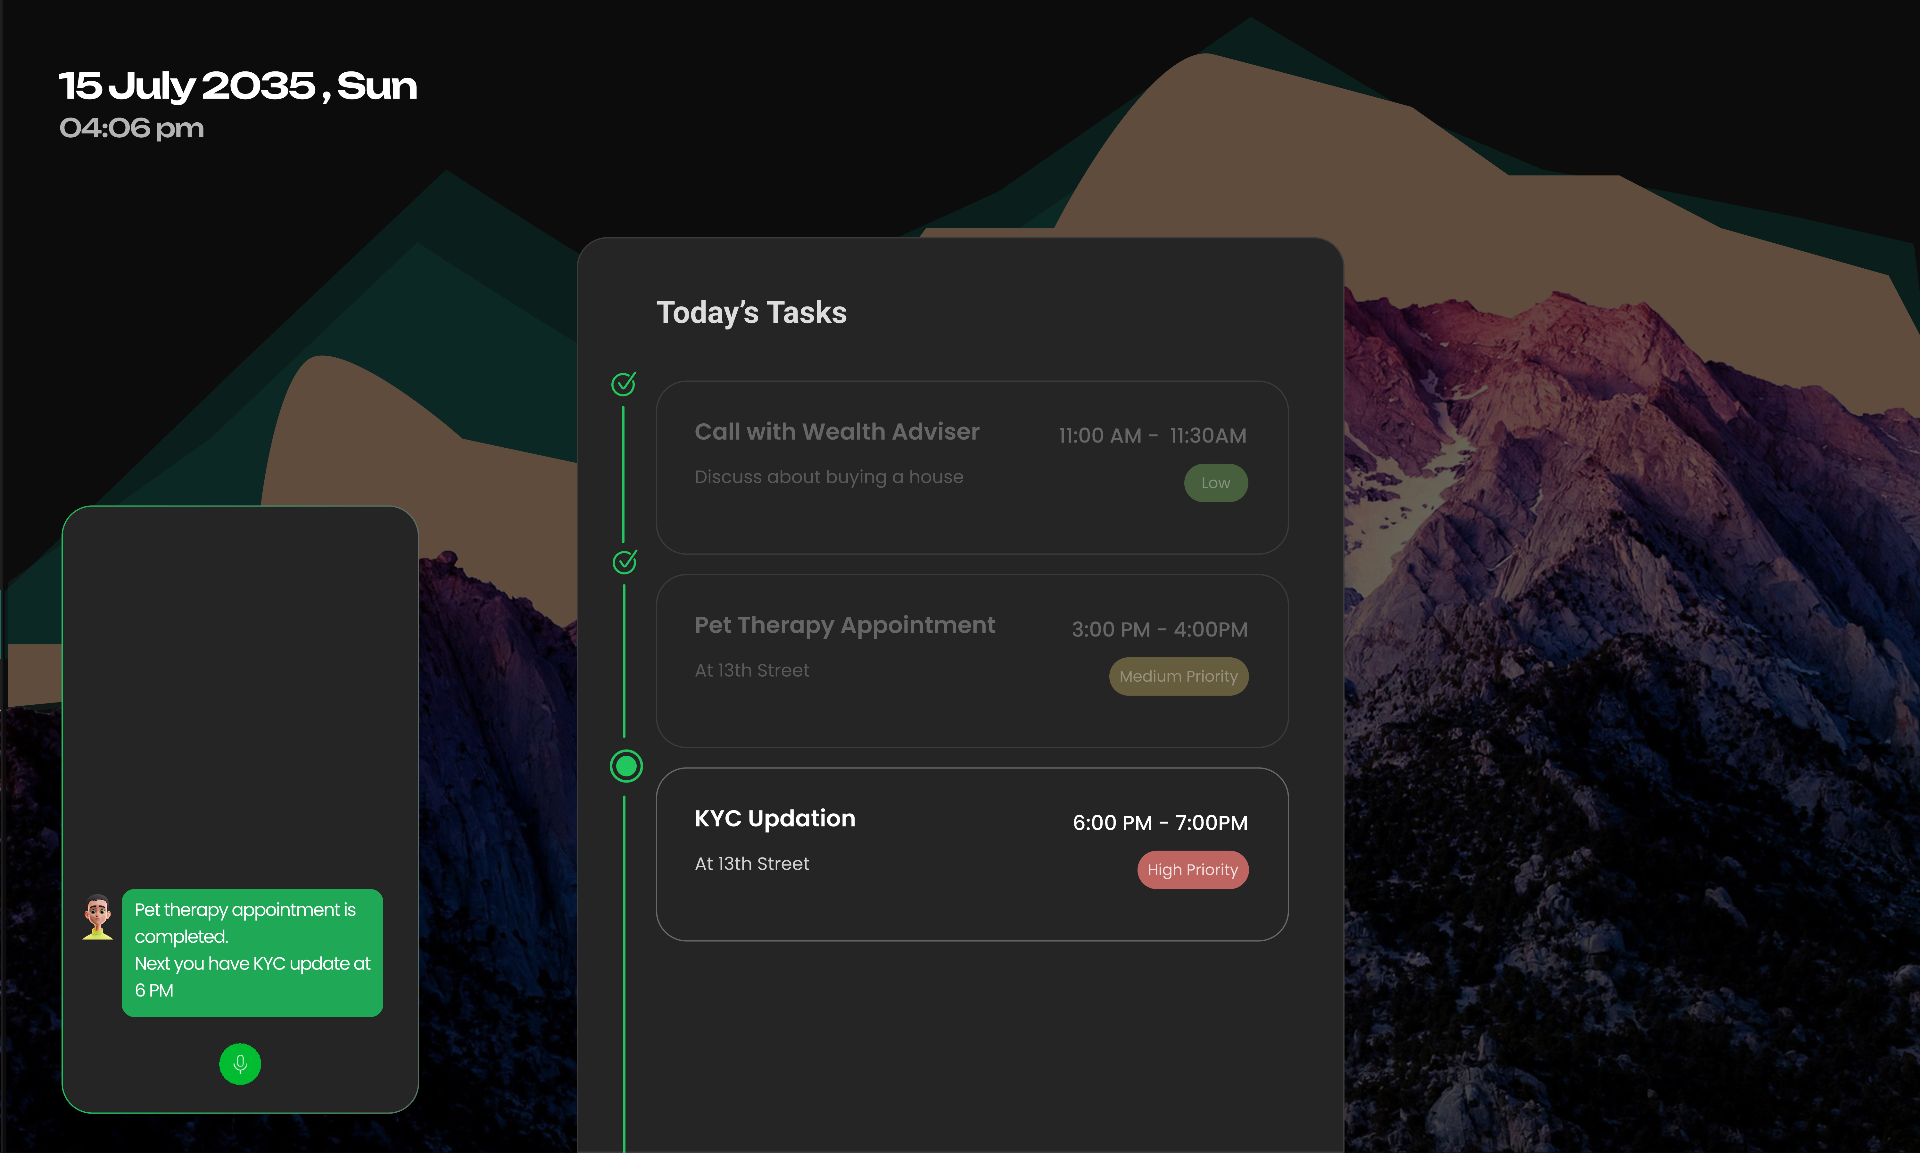 15 July 2035 , Sun
04:06 pm
Today’s Tasks
Call with Wealth Adviser
11:00 AM - 11:30AM
Discuss about buying a house
Low
Pet Therapy Appointment
3:00 PM - 4:00PM
At 13th Street
Medium Priority
KYC Updation
6:00 PM - 7:00PM
At 13th Street
High Priority
Pet therapy appointment is
completed.
Next you have KYC update at
6 PM